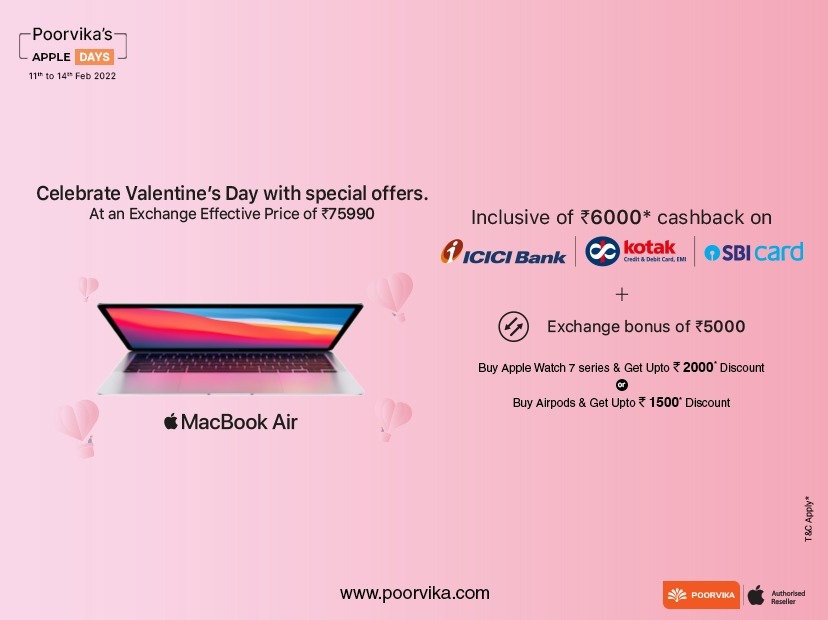 Poorvika's
APPLE DAYS
11th to 14th Feb 2022
Celebrate Valentine's Day with special offers.
At an Exchange Effective Price of ₹75990
MacBook Air
Inclusive of ₹6000* cashback on
ICICI Bank
kotak
Credit & Debit Card, EMI
SBI card
+
Exchange bonus of ₹5000
Buy Apple Watch 7 series & Get Upto ₹ 2000* Discount
or
Buy Airpods & Get Upto ₹ 1500* Discount
T&C Apply*
www.poorvika.com
POORVIKA
Authorised
Reseller